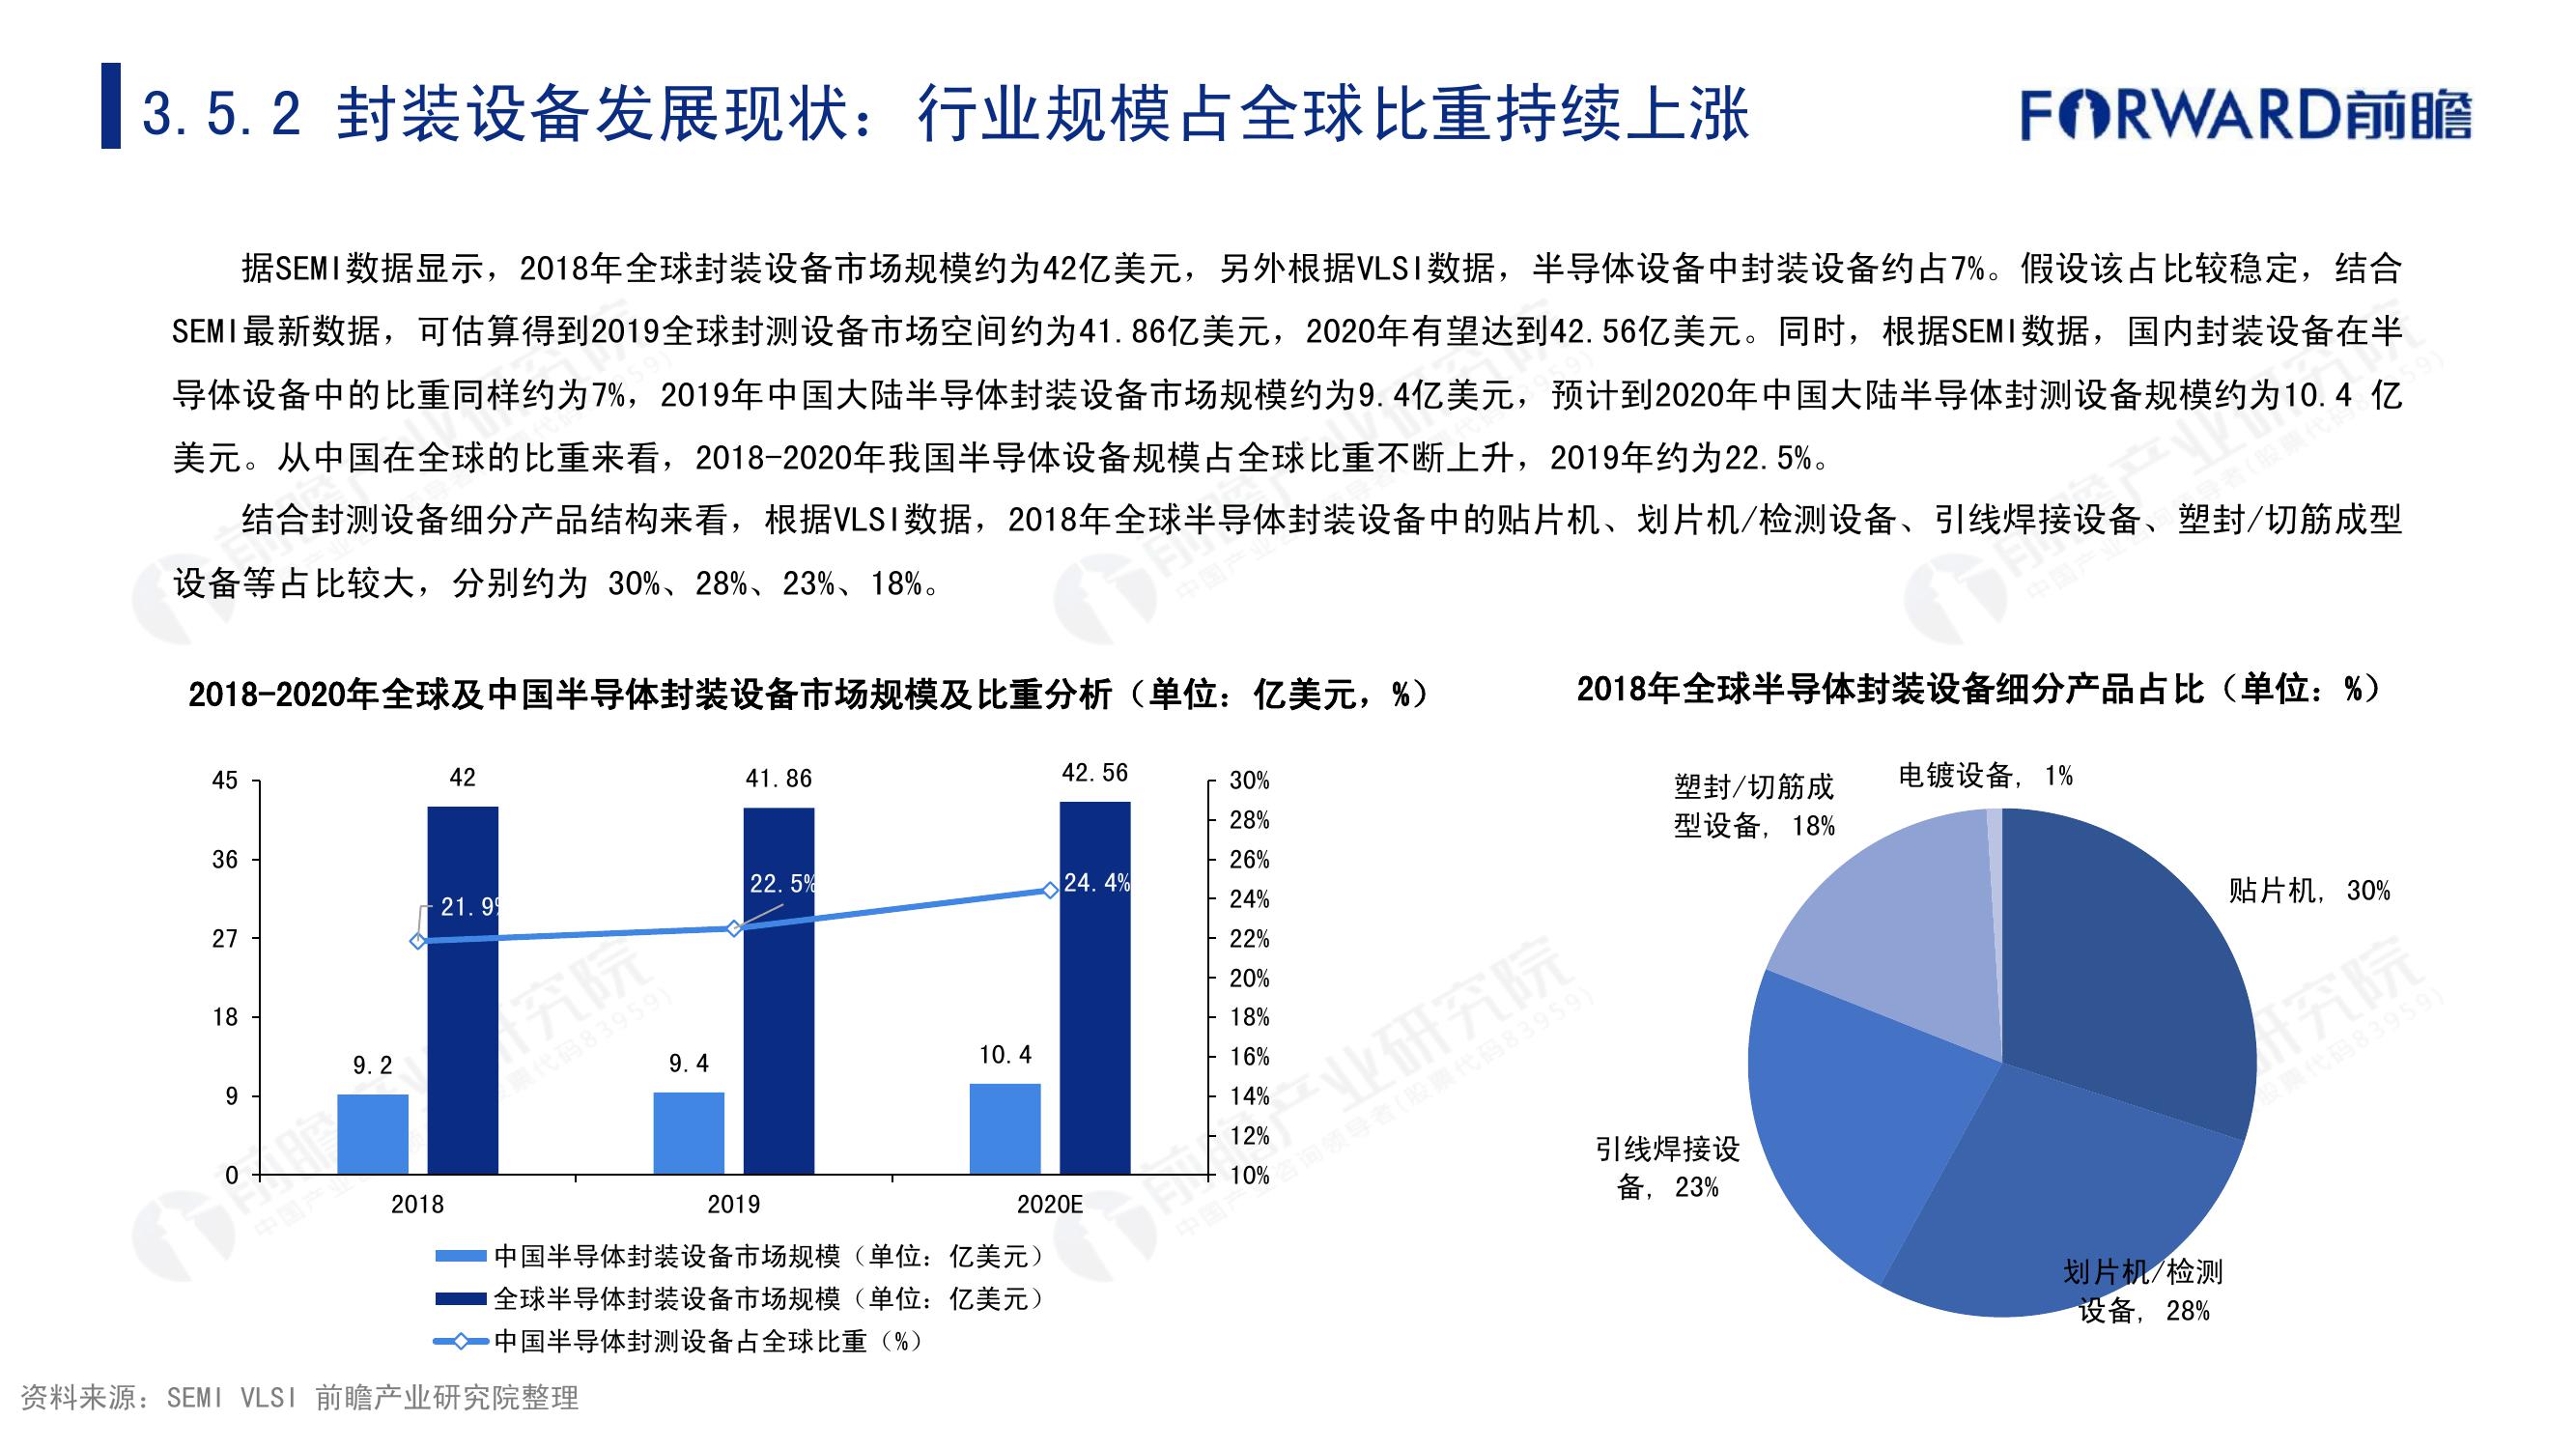 3.5.2 封装设备发展现状：行业规模占全球比重持续上涨
FORWARD前瞻
据SEMI数据显示，2018年全球封装设备市场规模约为42亿美元，另外根据VLSI数据，半导体设备中封装设备约占7%。假设该占比较稳定，结合
SEMI最新数据，可估算得到2019全球封测设备市场空间约为41.86亿美元，2020年有望达到42.56亿美元。同时，根据SEMI数据，国内封装设备在半
导体设备中的比重同样约为7%，2019年中国大陆半导体封装设备市场规模约为9.4亿美元，预计到2020年中国大陆半导体封测设备规模约为10.4 亿
美元。从中国在全球的比重来看，2018-2020年我国半导体设备规模占全球比重不断上升，2019年约为22.5%。
结合封测设备细分产品结构来看，根据VLSI数据，2018年全球半导体封装设备中的贴片机、划片机/检测设备、引线焊接设备、塑封/切筋成型
设备等占比较大，分别约为 30%、28%、23%、18%。
2018-2020年全球及中国半导体封装设备市场规模及比重分析（单位：亿美元，%）
45
36
27
18
9
0
42
41.86
42.56
21.9%
22.5%
24.4%
9.2
9.4
10.4
30%
28%
26%
24%
22%
20%
18%
16%
14%
12%
10%
2018
2019
2020E
中国半导体封装设备市场规模（单位：亿美元）
全球半导体封装设备市场规模（单位：亿美元）
中国半导体封测设备占全球比重（%）
2018年全球半导体封装设备细分产品占比（单位：%）
电镀设备, 1%
塑封/切筋成
型设备, 18%
贴片机, 30%
引线焊接设
备, 23%
划片机/检测
设备, 28%
资料来源：SEMI VLSI 前瞻产业研究院整理